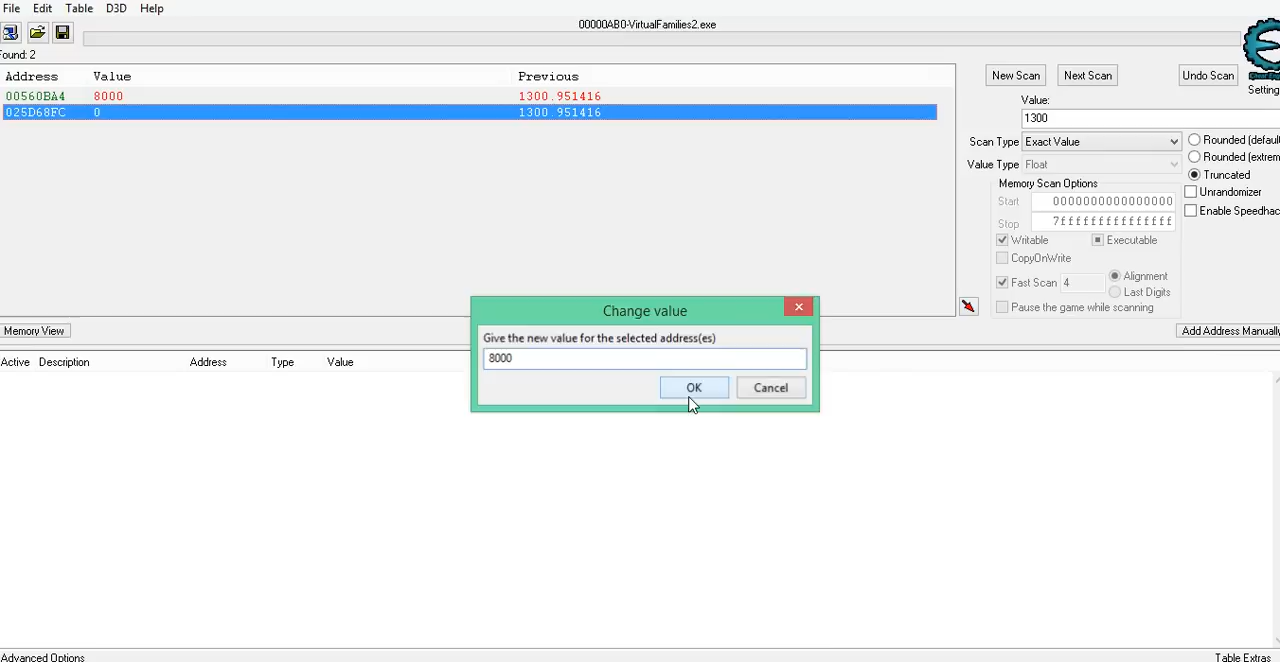 File Edit Table D3D Help
00000AB0-VirtualFamilies2.exe
Found: 2
Address Value Previous
00560BA4 8000 1300.951416
025D68FC 0 1300.951416
New Scan Next Scan Undo Scan
Setting
Value:
1300
Scan Type Exact Value
Value Type Float
Rounded (default
Rounded (extrem
Truncated
Unrandomizer
Enable Speedhac
Memory Scan Options
Start 0000000000000000
Stop 7fffffffffffffff
Writable Executable
CopyOnWrite
Fast Scan 4 Alignment
Last Digits
Pause the game while scanning
Memory View
Add Address Manually
Change value
Give the new value for the selected address(es)
8000
OK Cancel
Active Description Address Type Value
Advanced Options
Table Extras